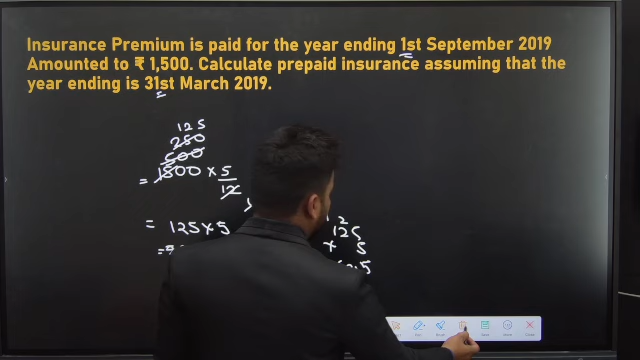 Insurance Premium is paid for the year ending 1st September 2019
Amounted to ₹ 1,500. Calculate prepaid insurance assuming that the
year ending is 31st March 2019.
125
250
500
= 1500 × 5
12
= 125 × 5
2
125
× 5